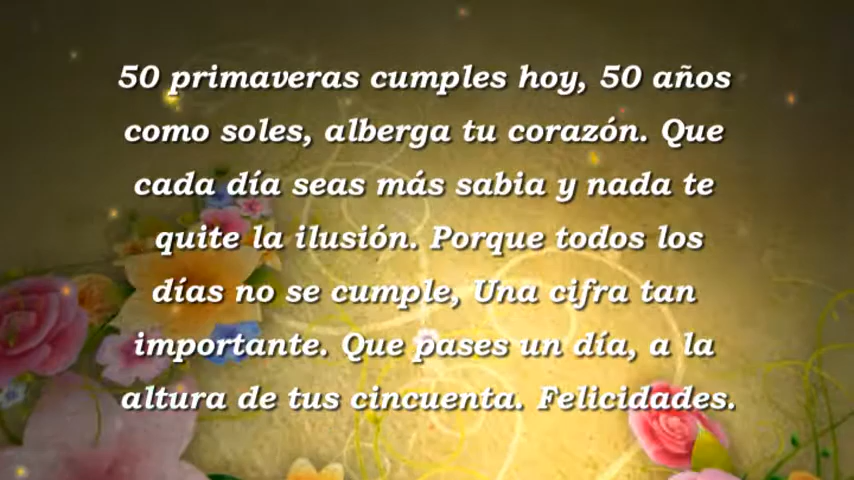 50 primaveras cumples hoy, 50 años
como soles, alberga tu corazón. Que
cada día seas más sabia y nada te
quite la ilusión. Porque todos los
días no se cumple, Una cifra tan
importante. Que pases un día, a la
altura de tus cincuenta. Felicidades.